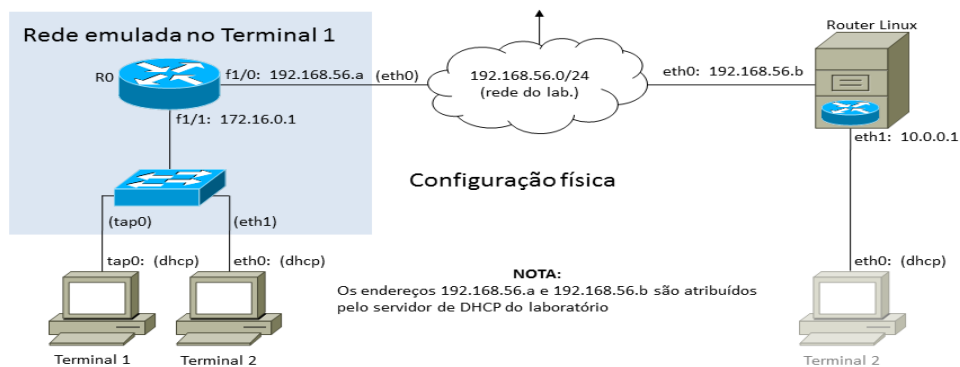 Rede emulada no Terminal 1
R0
f1/0: 192.168.56.a
(eth0)
f1/1: 172.16.0.1
192.168.56.0/24
(rede do lab.)
Router Linux
eth0: 192.168.56.b
eth1: 10.0.0.1
Configuração física
(tap0)
(eth1)
tap0: (dhcp)
eth0: (dhcp)
Terminal 1
Terminal 2
NOTA:
Os endereços 192.168.56.a e 192.168.56.b são atribuídos
pelo servidor de DHCP do laboratório
eth0: (dhcp)
Terminal 2